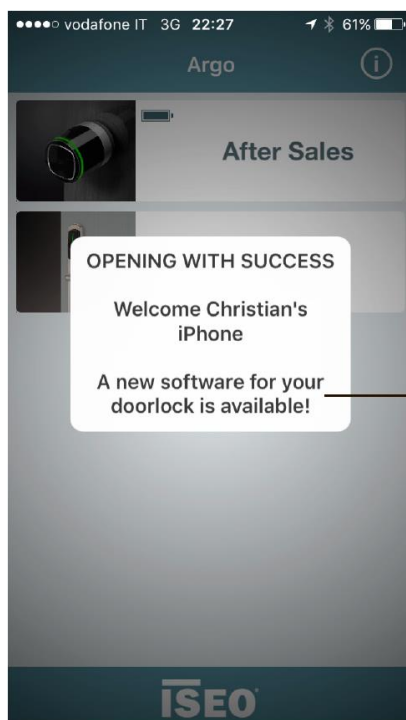 vodafone IT 3G 22:27 61%
Argo
After Sales
OPENING WITH SUCCESS
Welcome Christian's
iPhone
A new software for your
doorlock is available!
ISEO